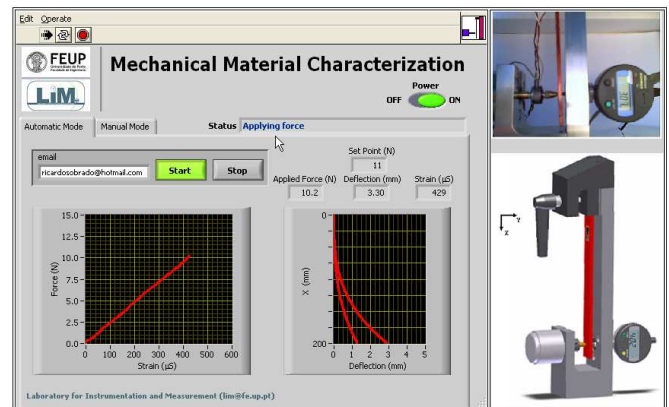 Edit Operate
FEUP
Mechanical Material Characterization
LiM
Power
OFF ON
Automatic Mode Manual Mode Status Applying force
email
ricardosobrado@hotmail.com Start Stop
Set Point (N)
11
Applied Force (N) Deflection (mm) Strain (µS)
10.2 3.30 429
15.0
12.5
10.0
7.5
5.0
2.5
0.0
Force (N)
0 100 200 300 400 500 600
Strain (µS)
0
X (mm)
200
0 1 2 3 4 5
Deflection (mm)
Laboratory for Instrumentation and Measurement (lim@fe.up.pt)
Y
Z